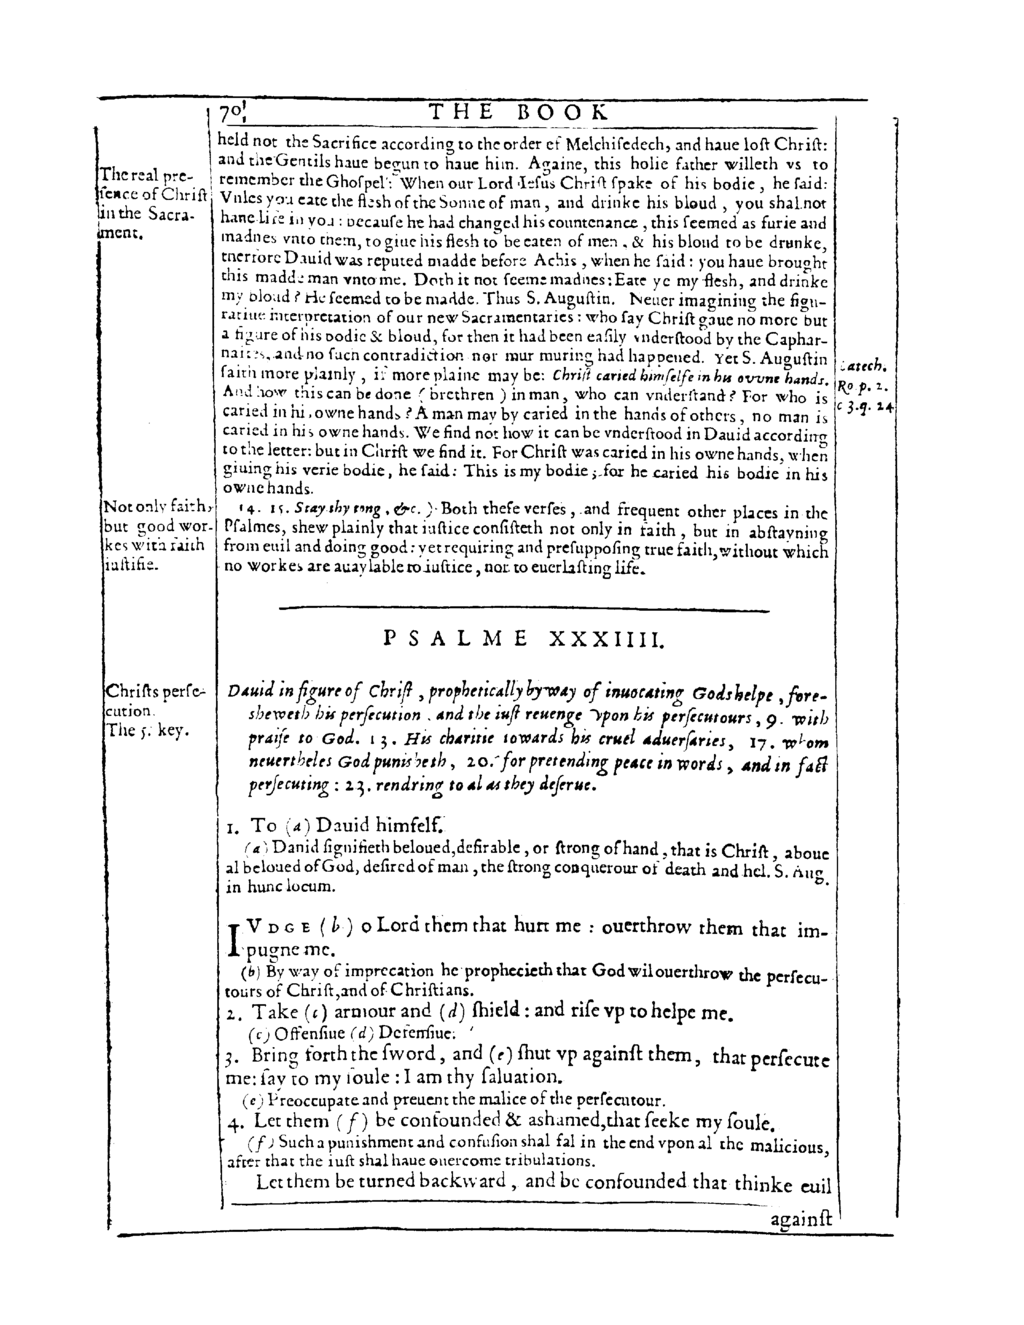 70
THE BOOK
held not the Sacrifice according to the order of Melchiſedech, and haue loſt Chriſt:
and the Gentils haue begun to haue him. Againe, this holie father willeth vs to
remember the Ghoſpel: When our Lord Ieſus Chriſt ſpake of his bodie, he ſaid:
Vnles you eate the fleſh of the Sonne of man, and drinke his bloud, you shal not
haue life in you: becauſe he had changed his countenance, this ſeemed as furie and
madnes vnto them, to giue his flesh to be eaten of men, & his bloud to be drunke,
therfore Dauid was reputed madde before Achis, when he ſaid: you haue brought
this madde man vnto me. Doth it not ſeeme madnes: Eate ye my flesh, and drinke
my bloud? He ſeemed to be madde. Thus S. Auguſtin. Neuer imagining the figu-
ratiue interpretation of our new Sacramentaries: who ſay Chriſt gaue no more but
a figure of his bodie & bloud, for then it had been eaſily vnderſtood by the Caphar-
naites, and no ſuch contradiction nor mur muring had happened. Yet S. Auguſtin
ſaith more plainly, if more plaine may be: Chriſt caried himſelfe in his ovvne hands.
And how this can be done (brethren) in man, who can vnderſtand? For who is
caried in his owne hands? A man may by caried in the hands of others, no man is
caried in his owne hands. We find not how it can be vnderſtood in Dauid according
to the letter: but in Chriſt we find it. For Chriſt was caried in his owne hands, when
giuing his verie bodie, he ſaid: This is my bodie; for he caried his bodie in his
owne hands.
The real pre-
ſence of Chriſt
in the Sacra-
ment.
catech.
Ro p. 2.
c 3. q. 24
14. 15. Stay thy tong, &c.) Both theſe verſes, and frequent other places in the
Pſalmes, shew plainly that iuſtice conſiſteth not only in faith, but in abſtayning
from euil and doing good: yet requiring and preſuppoſing true faith, without which
no workes are auaylable to iuſtice, nor to euerlaſting life.
Not only faith,
but good wor-
kes with faith
iuſtifie.
PSALME XXXIIII.
Dauid in figure of Chriſt, prophetically by way of inuocating Gods helpe, fore-
sheweth his perſecution, and the iuſt reuenge vpon his perſecutours, 9. with
praiſe to God. 13. His charitie towards his cruel aduerſaries, 17. whom
neuertheles God punisheth, 20. for pretending peace in words, and in fact
perſecuting: 23. rendring to al as they deſerue.
Chriſts perſe-
cution.
The 5. key.
1. To (a) Dauid himſelf.
(a) Dauid ſignifieth beloued, deſirable, or ſtrong of hand, that is Chriſt, aboue
al beloued of God, deſired of man, the ſtrong conquerour of death and hel. S. Aug.
in hunc locum.
IVDGE (b) o Lord them that hurt me: ouerthrow them that im-
pugne me.
(b) By way of imprecation he prophecieth that God wil ouerthrow the perſecu-
tours of Chriſt, and of Chriſtians.
2. Take (c) armour and (d) ſhield: and riſe vp to helpe me.
(c) Offenſiue (d) Defenſiue.
3. Bring forth the ſword, and (e) ſhut vp againſt them, that perſecute
me: ſay to my ſoule: I am thy ſaluation.
(e) Preoccupate and preuent the malice of the perſecutour.
4. Let them (f) be confounded & ashamed, that ſeeke my ſoule.
(f) Such a punishment and confuſion shal fal in the end vpon al the malicious,
after that the iuſt shal haue ouercome tribulations.
Let them be turned backward, and be confounded that thinke euil
againſt